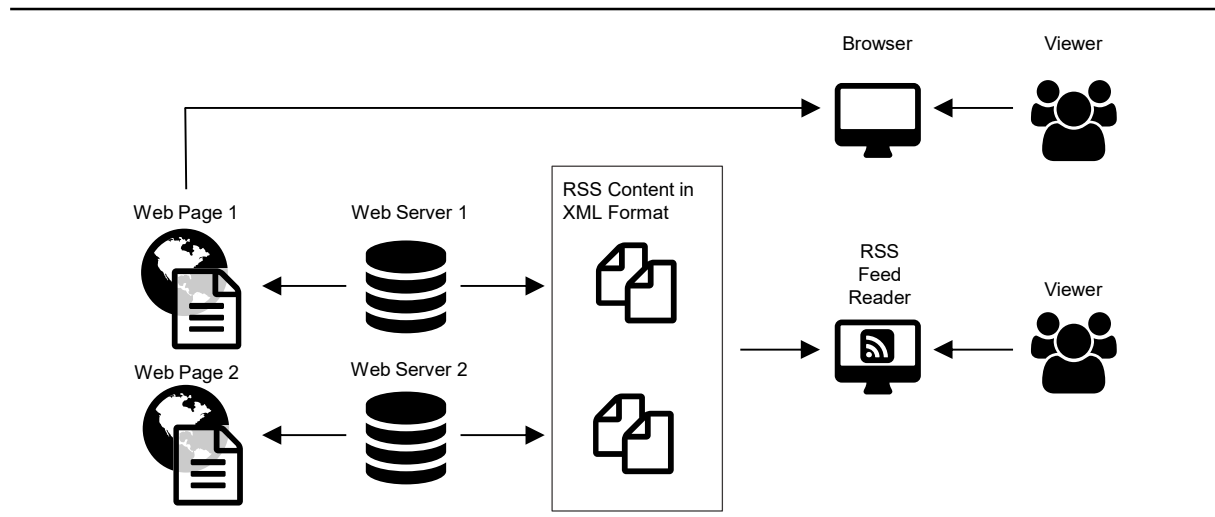 Browser
Viewer
Web Page 1
Web Server 1
RSS Content in
XML Format
RSS
Feed
Reader
Viewer
Web Page 2
Web Server 2